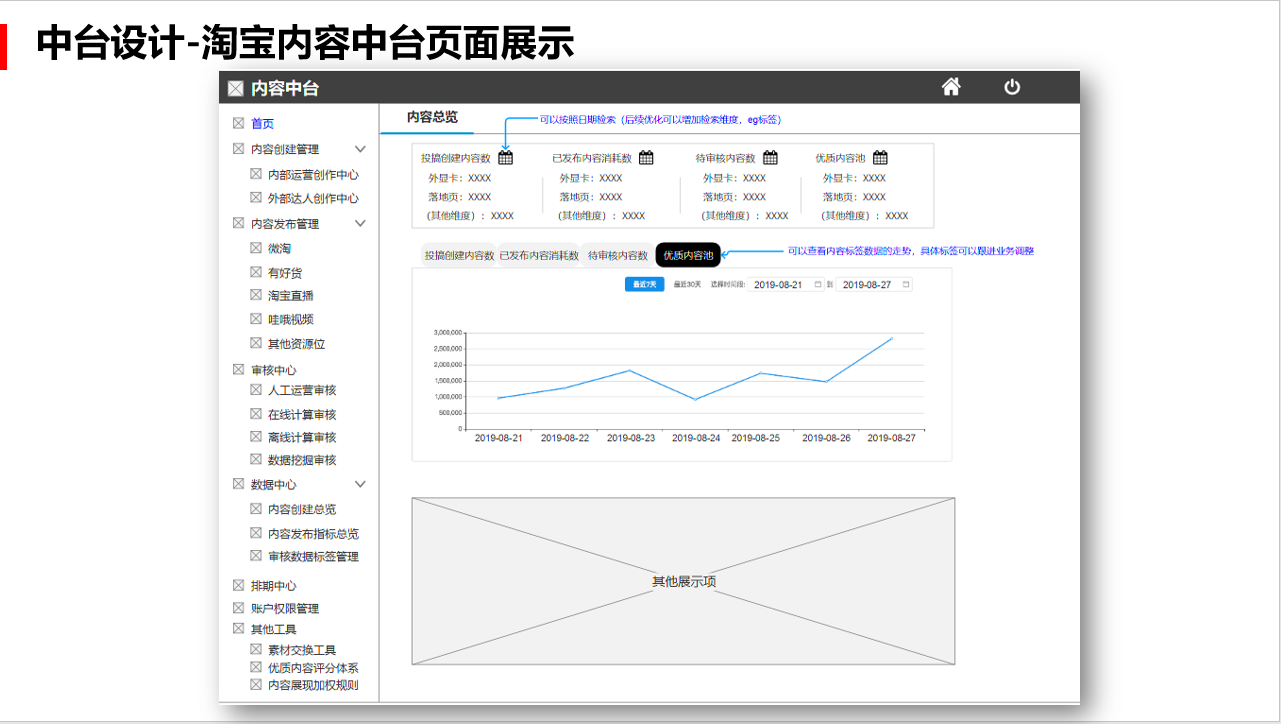 中台设计-淘宝内容中台页面展示
内容中台
首页
内容创建管理
内部运营创作中心
外部达人创作中心
内容发布管理
微淘
有好货
淘宝直播
哇哦视频
其他资源位
审核中心
人工运营审核
在线计算审核
离线计算审核
数据挖掘审核
数据中心
内容创建总览
内容发布指标总览
审核数据标签管理
排期中心
账户权限管理
其他工具
素材交换工具
优质内容评分体系
内容展现加权规则
内容总览
可以按照日期检索（后续优化可以增加检索维度，eg标签）
投搞创建内容数 已发布内容消耗数 待审核内容数 优质内容池
外显卡：XXXX 外显卡：XXXX 外显卡：XXXX 外显卡：XXXX
落地页：XXXX 落地页：XXXX 落地页：XXXX 落地页：XXXX
（其他维度）：XXXX （其他维度）：XXXX （其他维度）：XXXX （其他维度）：XXXX
投搞创建内容数 已发布内容消耗数 待审核内容数 优质内容池
可以查看内容标签数据的走势，具体标签可以跟进业务调整
最近7天 最近30天 选择时间段: 2019-08-21 到 2019-08-27
3,000,000
2,500,000
2,000,000
1,500,000
1,000,000
500,000
0
2019-08-21 2019-08-22 2019-08-23 2019-08-24 2019-08-25 2019-08-26 2019-08-27
其他展示项